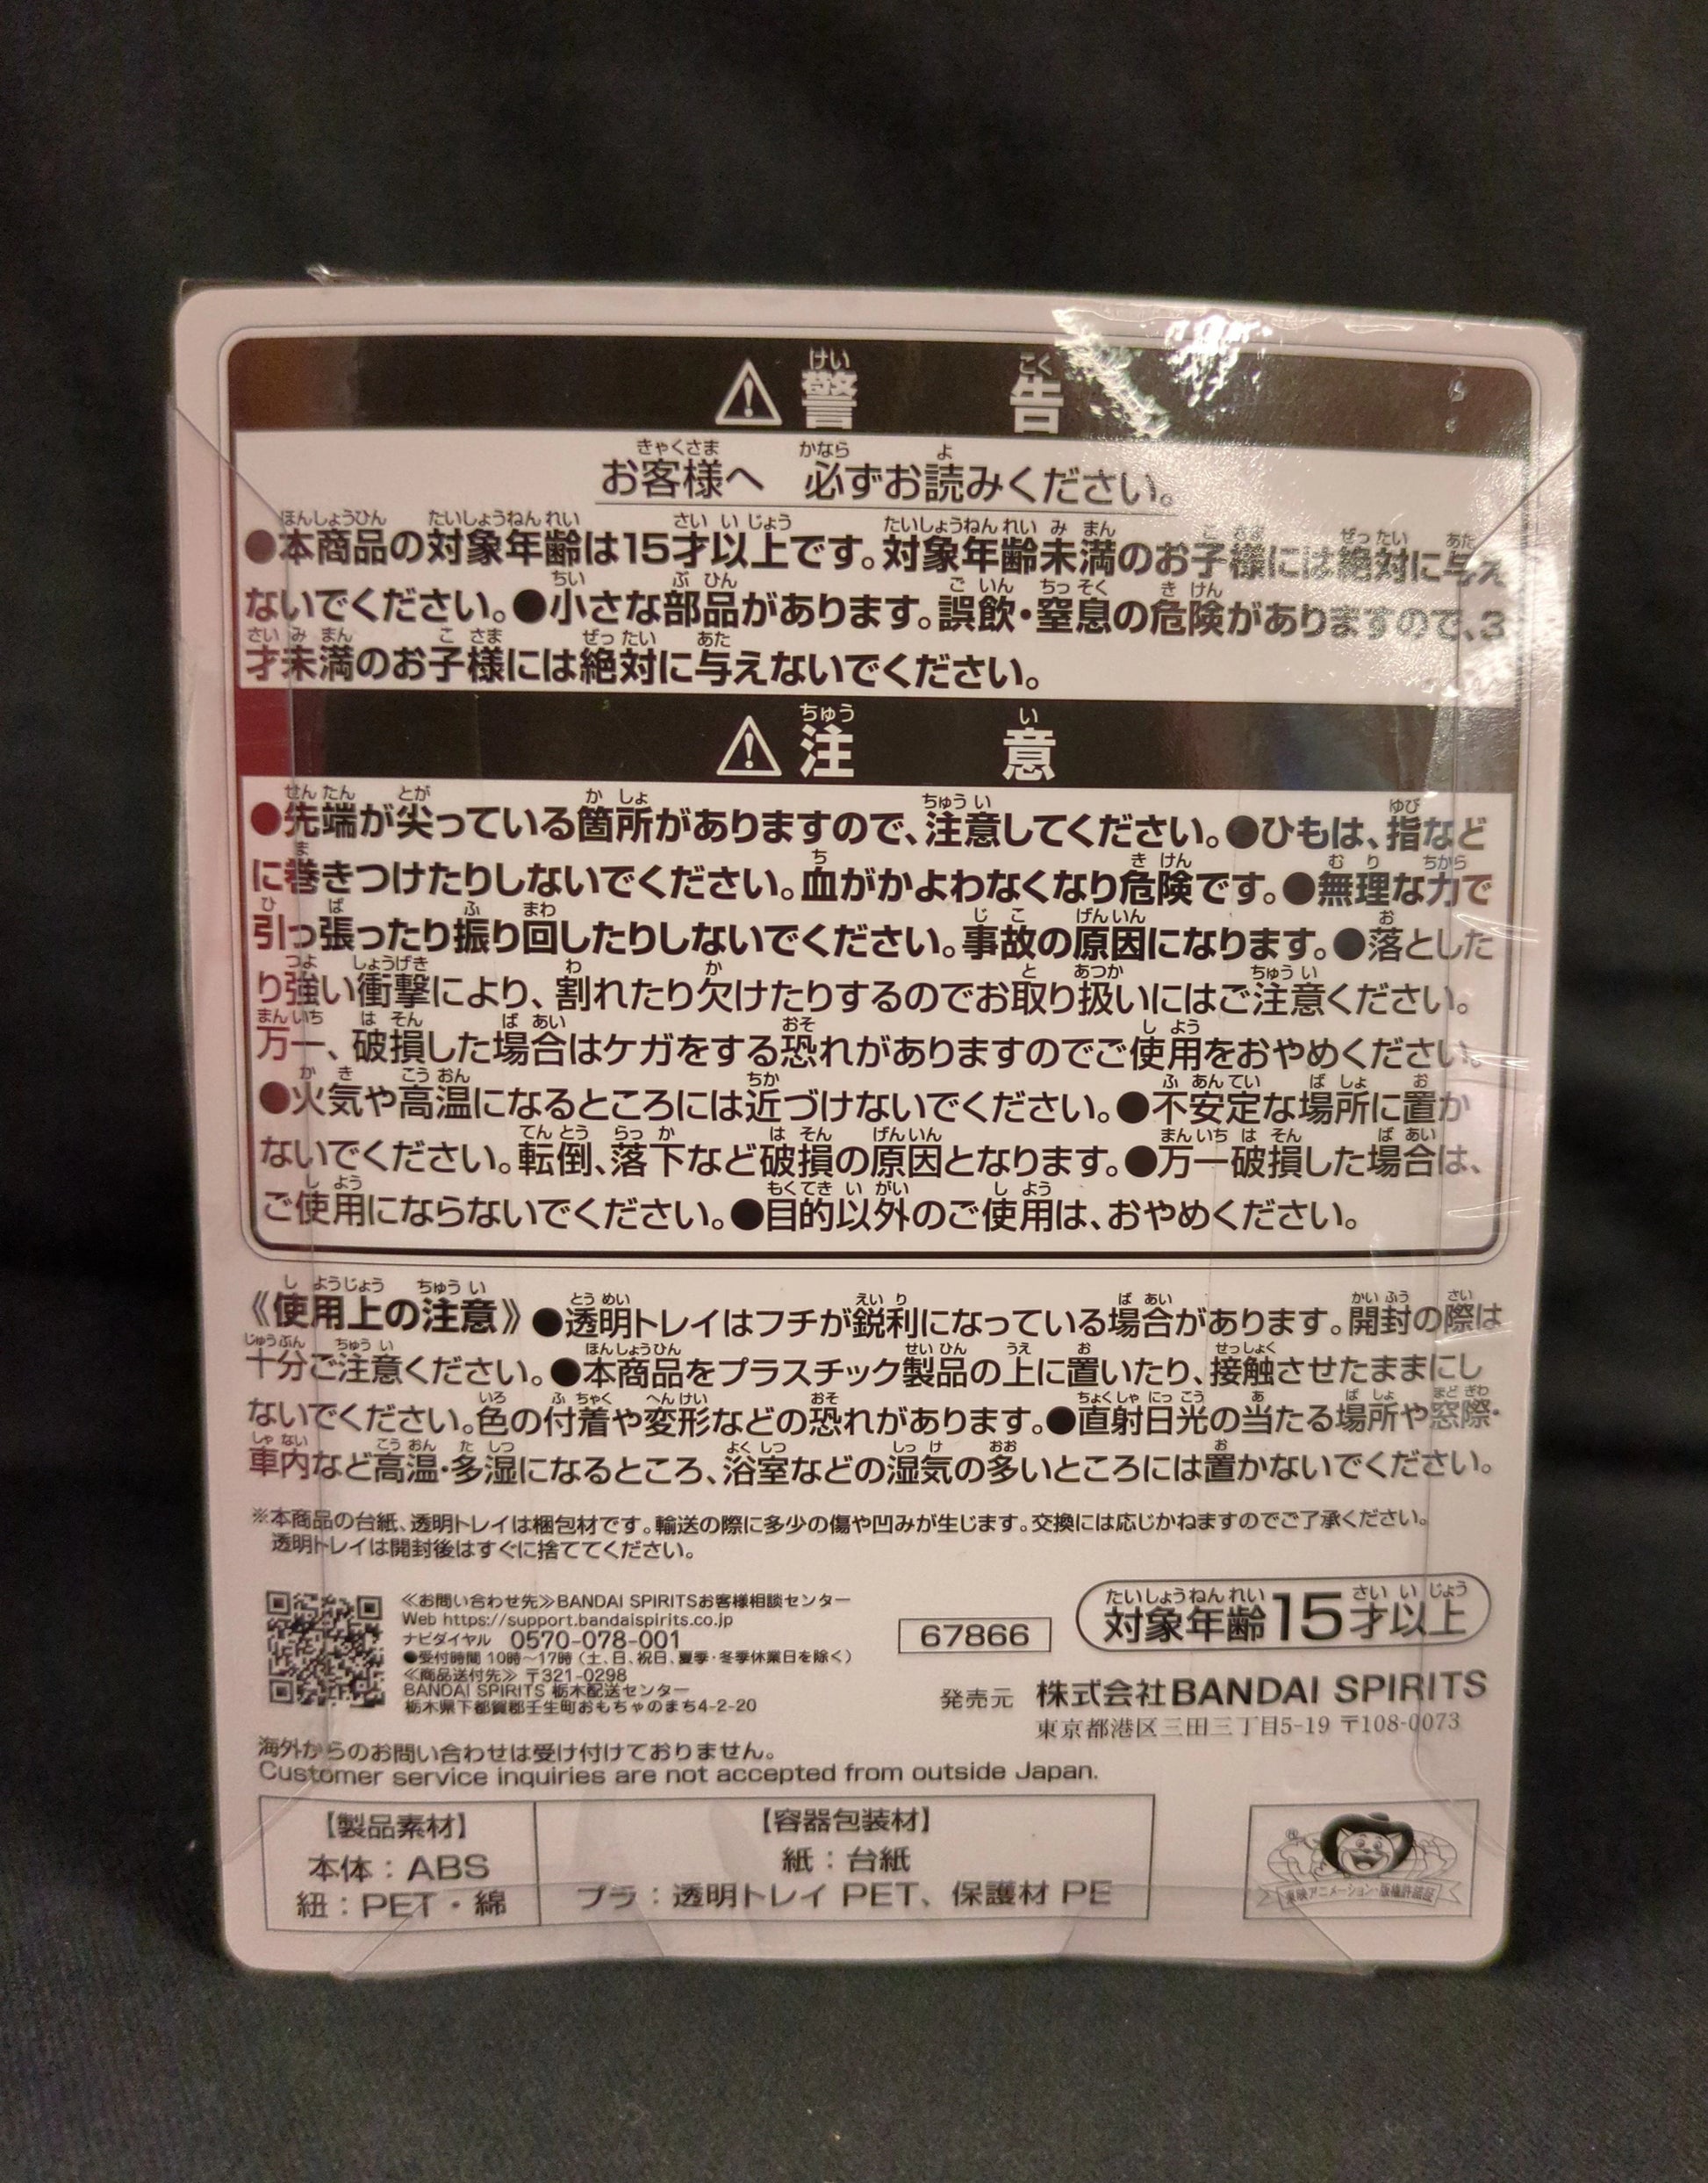 ⚠警告
お客様へ 必ずお読みください。
●本商品の対象年齢は15才以上です。対象年齢未満のお子様には絶対に与え
ないでください。●小さな部品があります。誤飲・窒息の危険がありますので、3
才未満のお子様には絶対に与えないでください。
⚠注意
●先端が尖っている箇所がありますので、注意してください。●ひもは、指など
に巻きつけたりしないでください。血がかよわなくなり危険です。●無理な力で
引っ張ったり振り回したりしないでください。事故の原因になります。●落とした
り強い衝撃により、割れたり欠けたりするのでお取り扱いにはご注意ください。
万一、破損した場合はケガをする恐れがありますのでご使用をおやめください。
●火気や高温になるところには近づけないでください。●不安定な場所に置か
ないでください。転倒、落下など破損の原因となります。●万一破損した場合は、
ご使用にならないでください。●目的以外のご使用は、おやめください。
《使用上の注意》●透明トレイはフチが鋭利になっている場合があります。開封の際は
十分ご注意ください。●本商品をプラスチック製品の上に置いたり、接触させたままにし
ないでください。色の付着や変形などの恐れがあります。●直射日光の当たる場所や窓際・
車内など高温・多湿になるところ、浴室などの湿気の多いところには置かないでください。
※本商品の台紙、透明トレイは梱包材です。輸送の際に多少の傷や凹みが生じます。交換には応じかねますのでご了承ください。
透明トレイは開封後はすぐに捨ててください。
≪お問い合わせ先≫BANDAI SPIRITSお客様相談センター
Web https://support.bandaispirits.co.jp
ナビダイヤル 0570-078-001
●受付時間 10時～17時（土、日、祝日、夏季・冬季休業日を除く）
≪商品送付先≫ 〒321-0298
BANDAI SPIRITS 栃木配送センター
栃木県下都賀郡壬生町おもちゃのまち4-2-20
67866
対象年齢15才以上
発売元 株式会社BANDAI SPIRITS
東京都港区三田三丁目5-19 〒108-0073
海外からのお問い合わせは受け付けておりません。
Customer service inquiries are not accepted from outside Japan.
【製品素材】
本体：ABS
紐：PET・綿
【容器包装材】
紙：台紙
プラ：透明トレイ PET、保護材 PE
東映アニメーション・版権許諾証